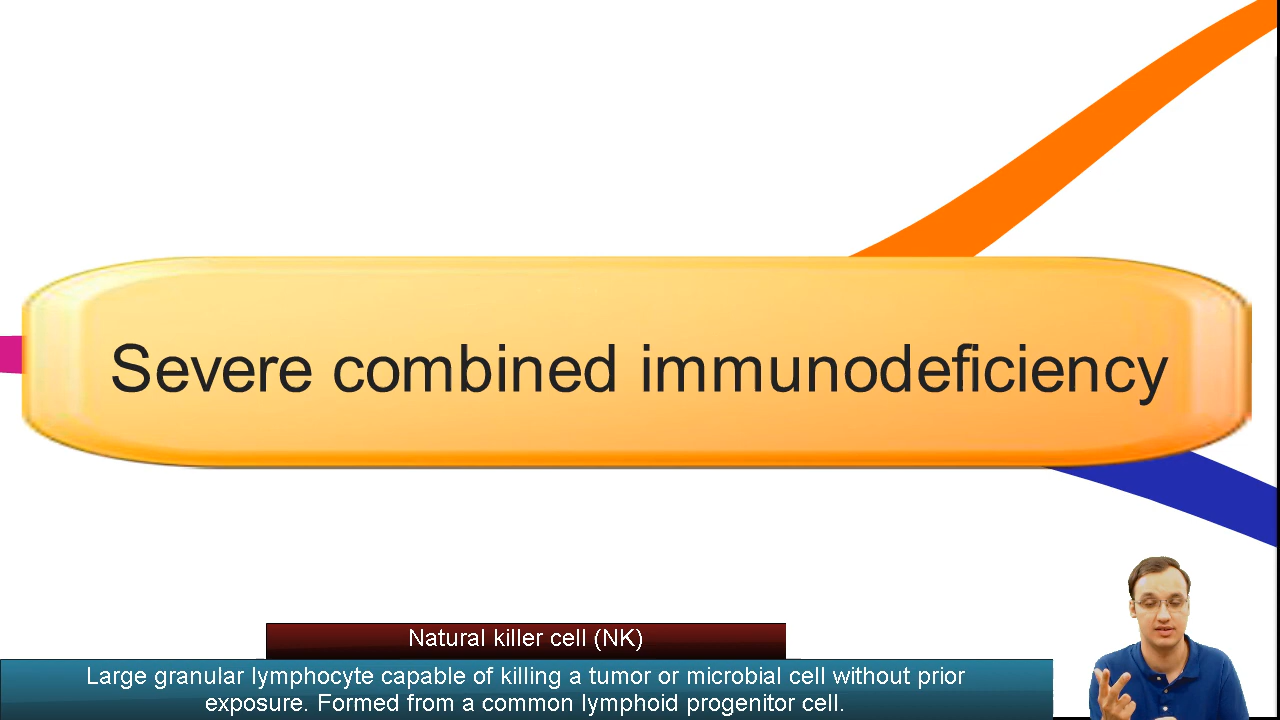 Severe combined immunodeficiency
Natural killer cell (NK)
Large granular lymphocyte capable of killing a tumor or microbial cell without prior
exposure. Formed from a common lymphoid progenitor cell.